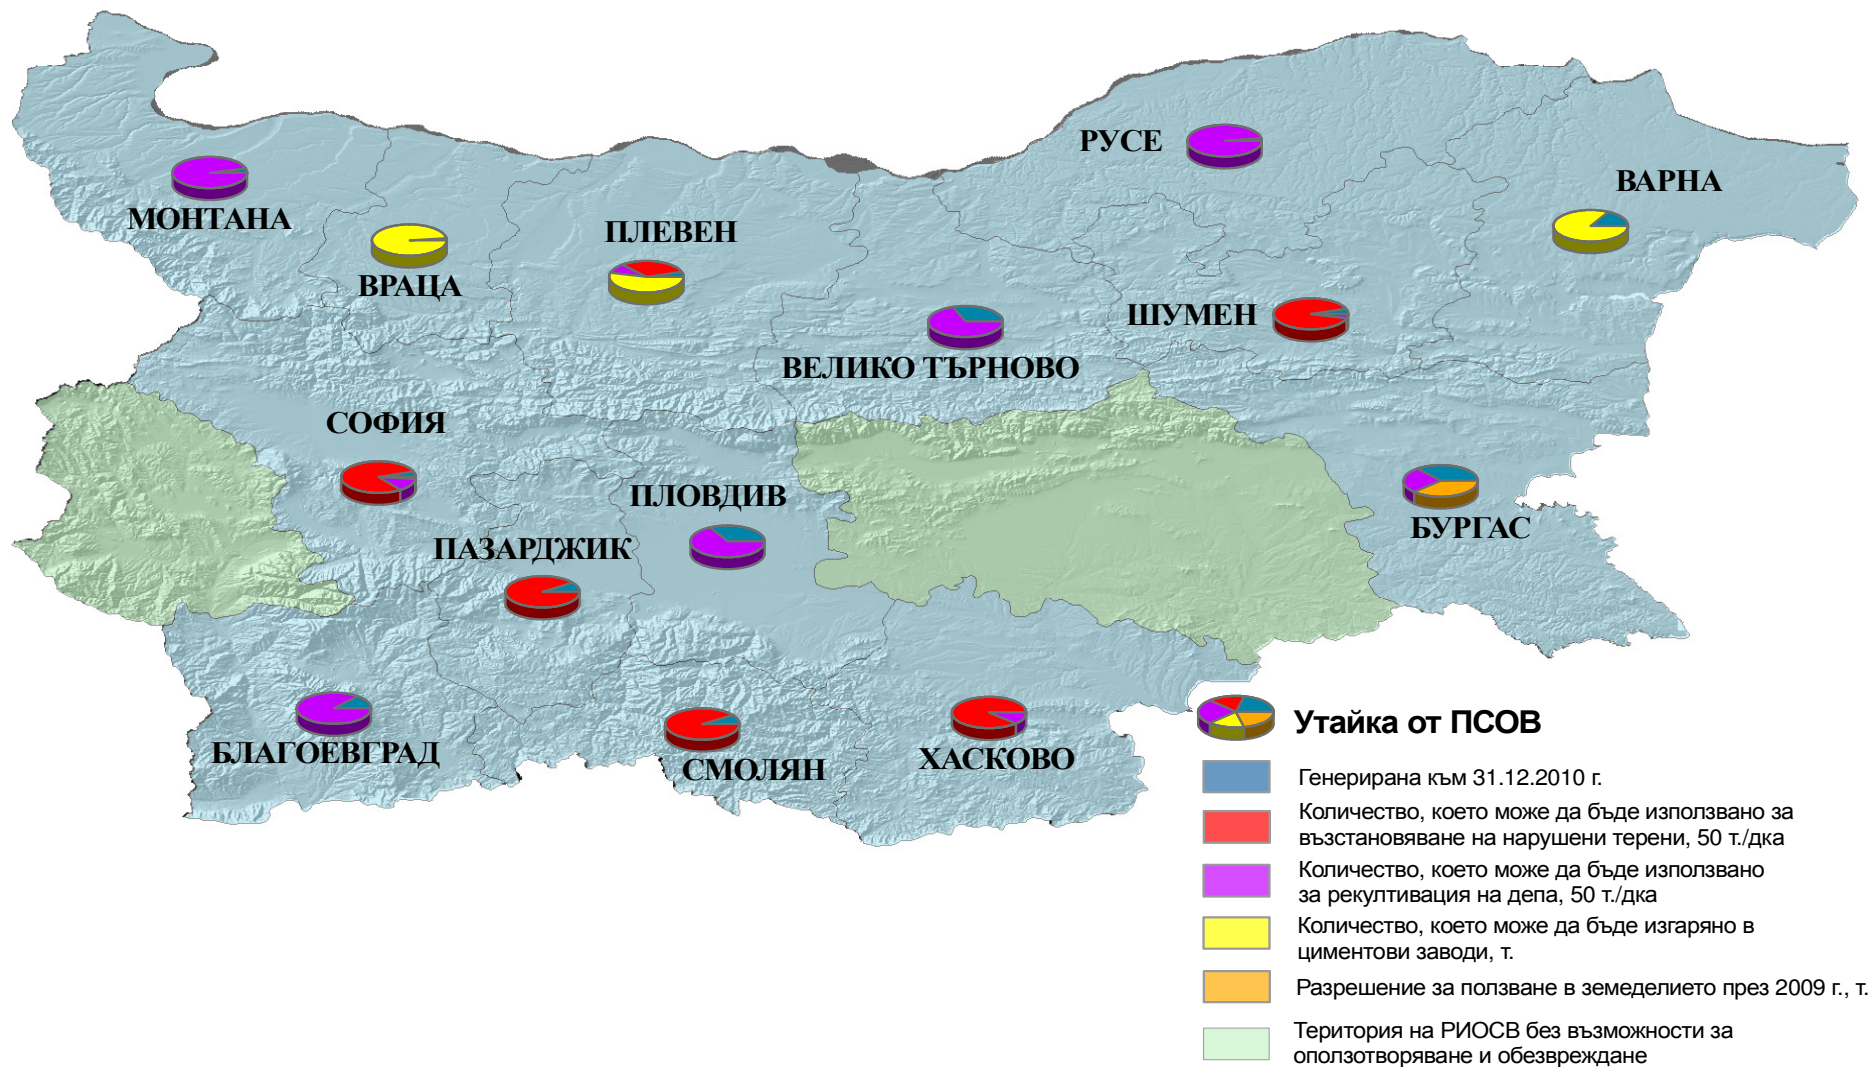 РУСЕ
ВАРНА
МОНТАНА
ПЛЕВЕН
ВРАЦА
ШУМЕН
ВЕЛИКО ТЪРНОВО
СОФИЯ
ПЛОВДИВ
БУРГАС
ПАЗАРДЖИК
БЛАГОЕВГРАД
СМОЛЯН
ХАСКОВО
Утайка от ПСОВ
Генерирана към 31.12.2010 г.
Количество, което може да бъде използвано за
възстановяване на нарушени терени, 50 т./дка
Количество, което може да бъде използвано
за рекултивация на депа, 50 т./дка
Количество, което може да бъде изгаряно в
циментови заводи, т.
Разрешение за ползване в земеделието през 2009 г., т.
Територия на РИОСВ без възможности за
оползотворяване и обезвреждане